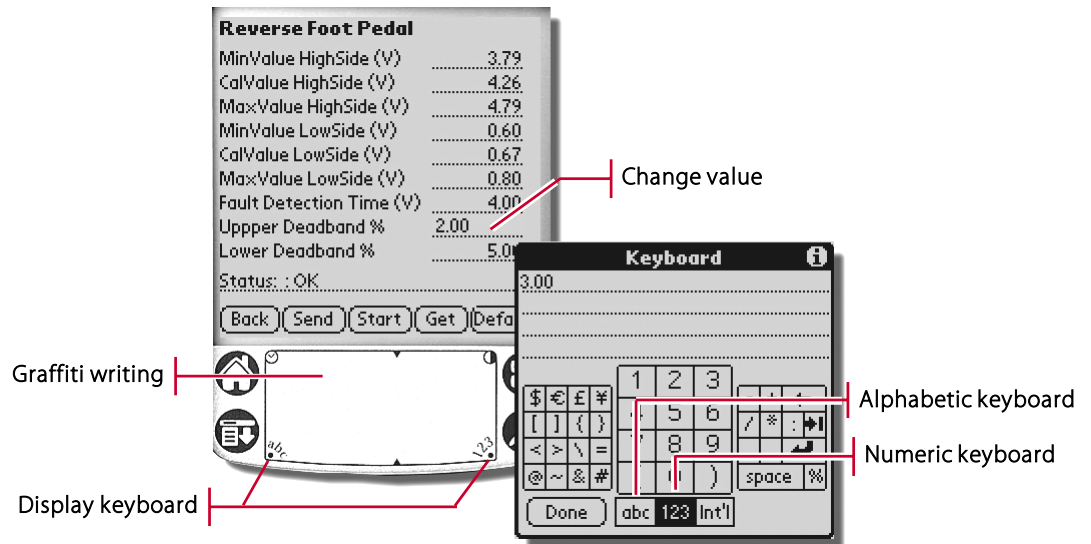 Reverse Foot Pedal
MinValue HighSide (V) 3.79
CalValue HighSide (V) 4.26
MaxValue HighSide (V) 4.79
MinValue LowSide (V) 0.60
CalValue LowSide (V) 0.67
MaxValue LowSide (V) 0.80
Fault Detection Time (V) 4.00
Uppper Deadband % 2.00
Lower Deadband % 5.0
Status: : OK
Back Send Start Get Defa
Change value
Keyboard i
3.00
1 2 3
$ € £ ¥
5 6
[ ] { } / * :
8 9
< > \ =
@ ~ & # ) space %
Done abc 123 Int'l
Graffiti writing
abc 123
Display keyboard
Alphabetic keyboard
Numeric keyboard